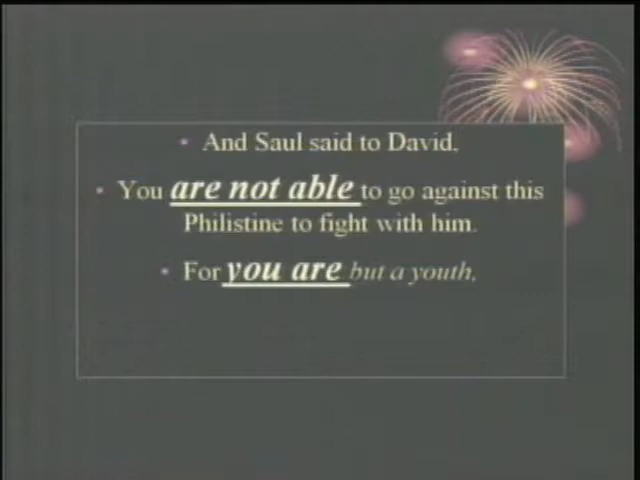 • And Saul said to David,
• You are not able to go against this
Philistine to fight with him.
• For you are but a youth,